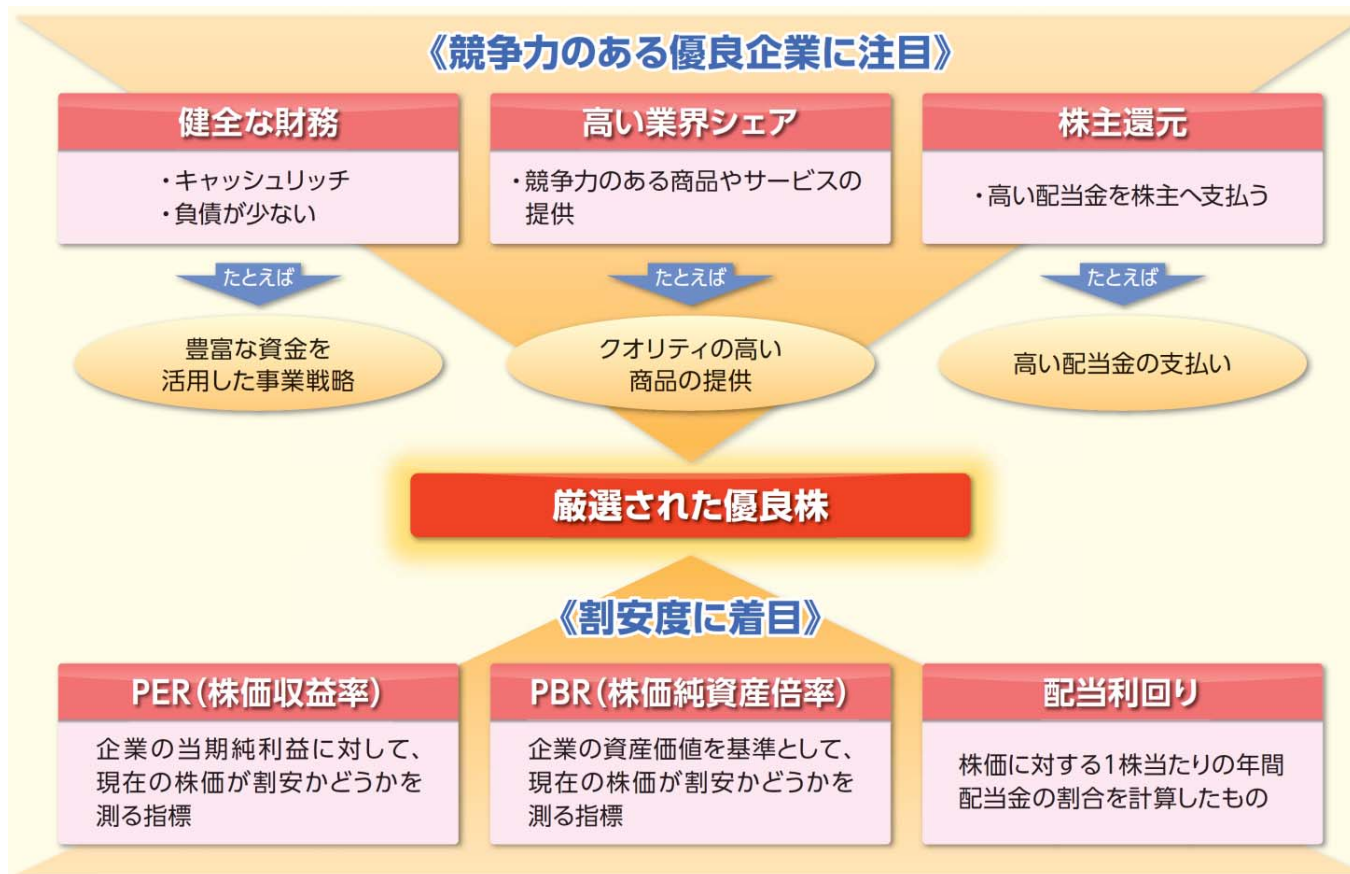 《競争力のある優良企業に注目》
健全な財務
・キャッシュリッチ
・負債が少ない
高い業界シェア
・競争力のある商品やサービスの
提供
株主還元
・高い配当金を株主へ支払う
たとえば
たとえば
たとえば
豊富な資金を
活用した事業戦略
クオリティの高い
商品の提供
高い配当金の支払い
厳選された優良株
《割安度に着目》
PER(株価収益率)
企業の当期純利益に対して、
現在の株価が割安かどうかを
測る指標
PBR(株価純資産倍率)
企業の資産価値を基準として、
現在の株価が割安かどうかを
測る指標
配当利回り
株価に対する1株当たりの年間
配当金の割合を計算したもの